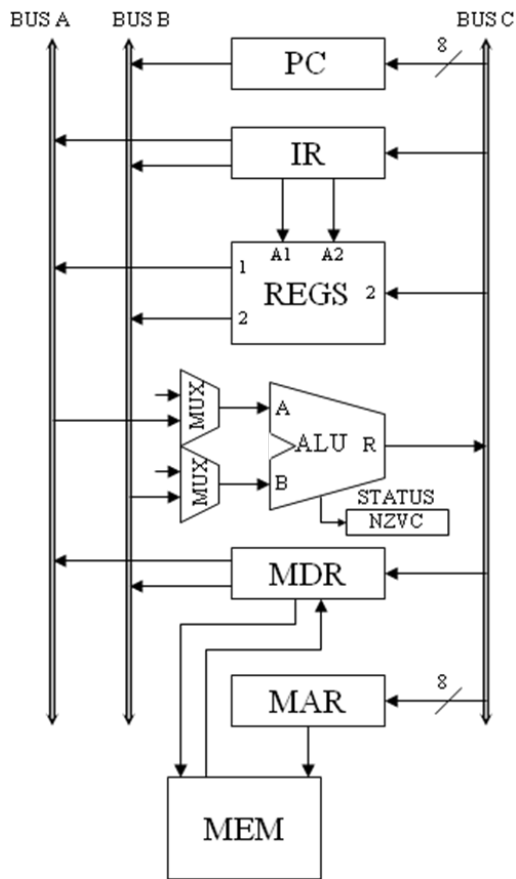 BUS A
BUS B
BUS C
8
PC
IR
A1 A2
1
REGS
2
2
MUX
A
ALU
R
MUX
B
STATUS
NZVC
MDR
8
MAR
MEM